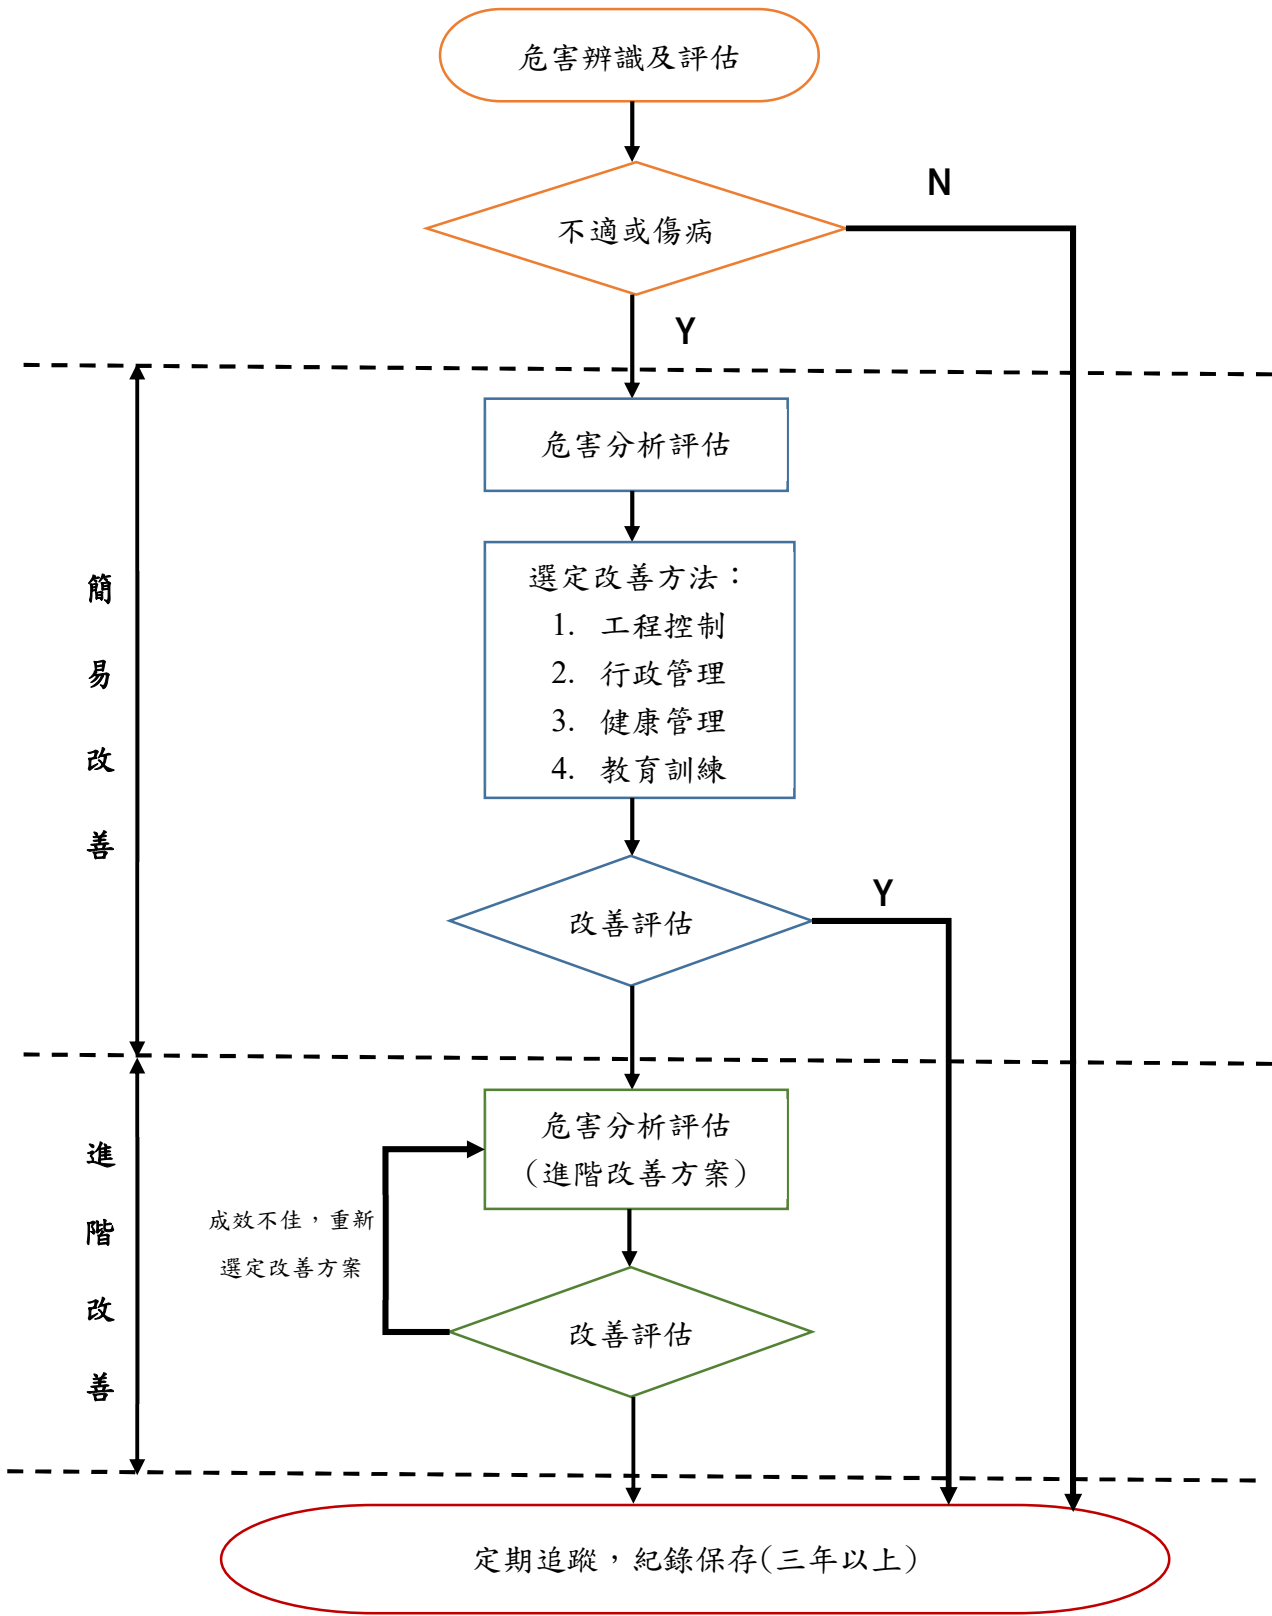 危害辨識及評估
不適或傷病
N
Y
簡易改善
危害分析評估
選定改善方法：
1. 工程控制
2. 行政管理
3. 健康管理
4. 教育訓練
改善評估
Y
進階改善
危害分析評估
(進階改善方案)
成效不佳，重新
選定改善方案
改善評估
定期追蹤，紀錄保存(三年以上)